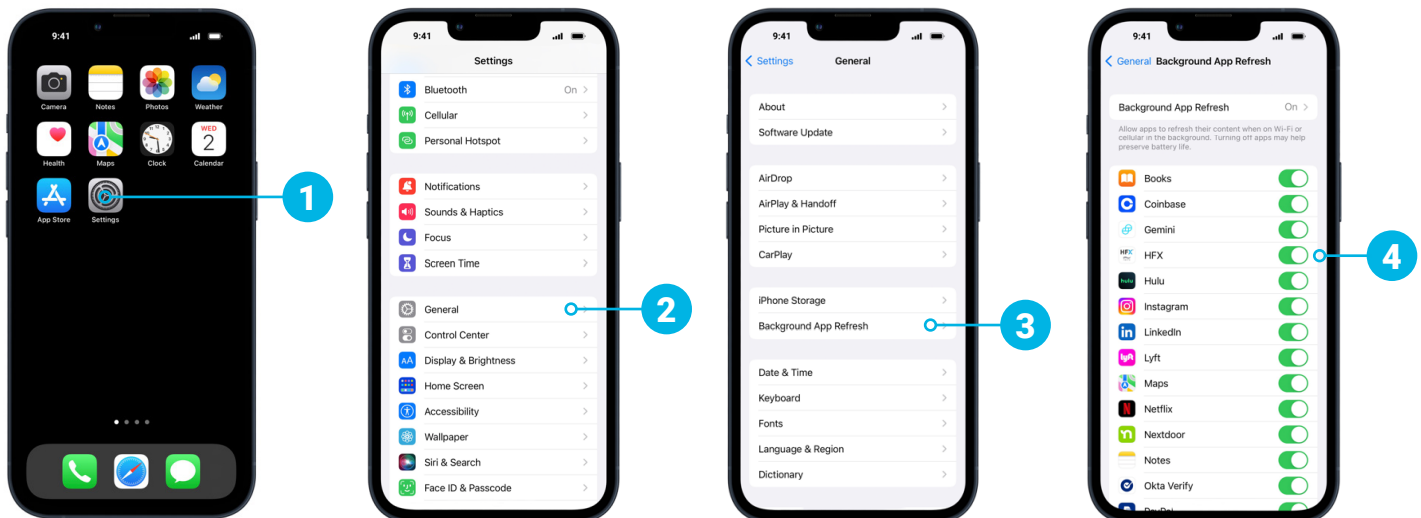 9:41
Camera
Notes
Photos
Weather
WED
2
Health
Maps
Clock
Calendar
App Store
Settings
1
9:41
Settings
Bluetooth On
Cellular
Personal Hotspot
Notifications
Sounds & Haptics
Focus
Screen Time
General
2
Control Center
AA Display & Brightness
Home Screen
Accessibility
Wallpaper
Siri & Search
Face ID & Passcode
9:41
Settings General
About
Software Update
AirDrop
AirPlay & Handoff
Picture in Picture
CarPlay
iPhone Storage
Background App Refresh
3
Date & Time
Keyboard
Fonts
Language & Region
Dictionary
9:41
General Background App Refresh
Background App Refresh On
Allow apps to refresh their content when on Wi-Fi or
cellular in the background. Turning off apps may help
preserve battery life.
Books
Coinbase
Gemini
HFX HFX
4
hulu Hulu
Instagram
in LinkedIn
lyft Lyft
Maps
N Netflix
Nextdoor
Notes
Okta Verify
PayPal